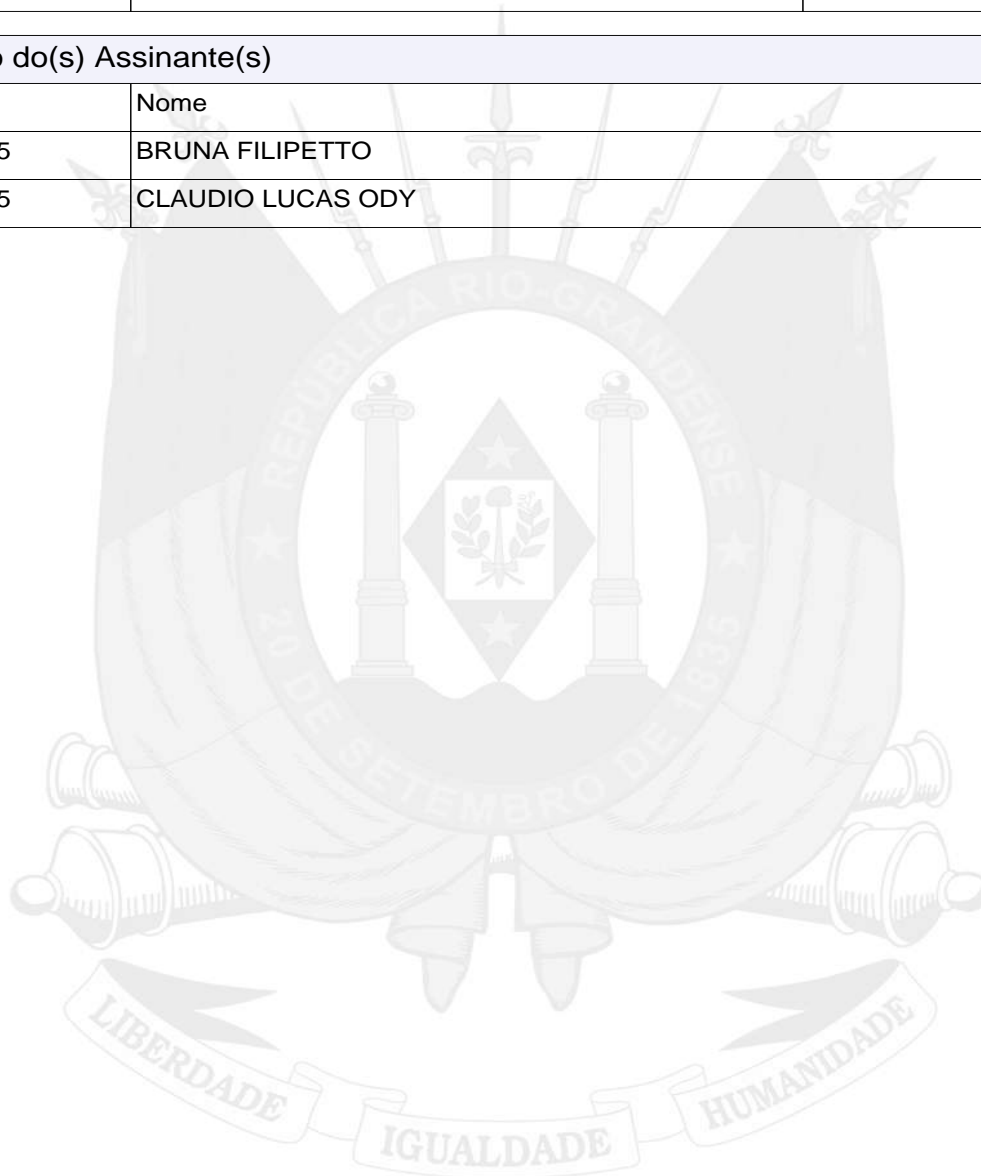 o do(s) Assinante(s)
Nome
5 BRUNA FILIPETTO
5 CLAUDIO LUCAS ODY
REPÚBLICA RIO-GRANDENSE
20 DE SETEMBRO DE 1835
LIBERDADE IGUALDADE HUMANIDADE